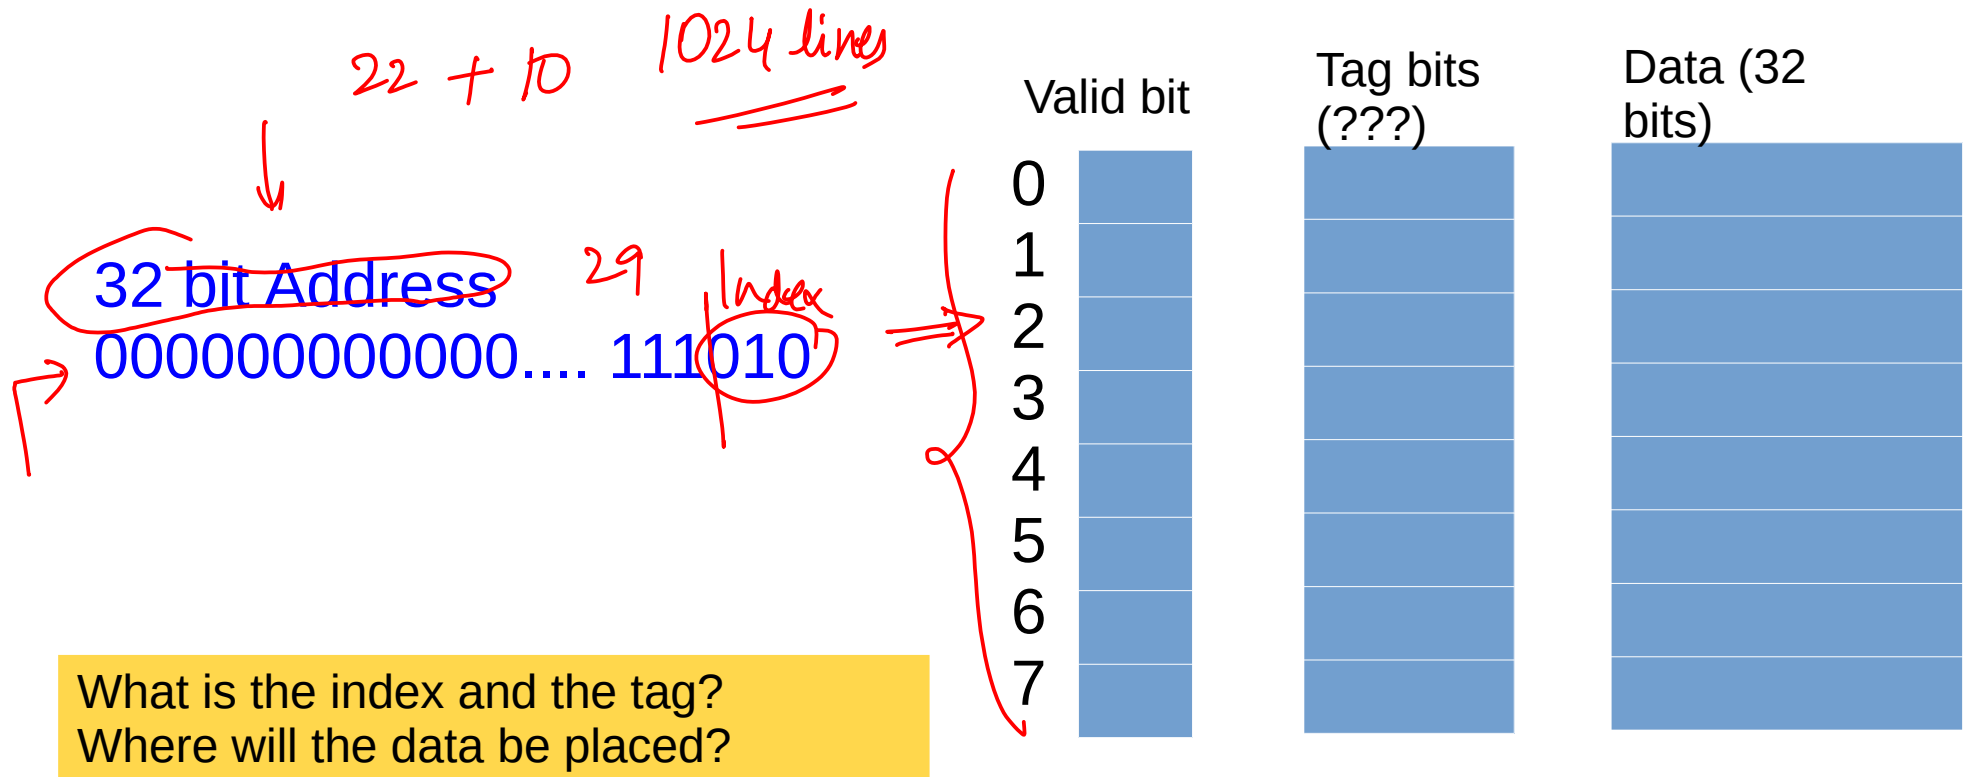 22 + 10
1024 lines
Valid bit
Tag bits
(???)
Data (32
bits)
32 bit Address
29
Index
000000000000.... 111010
0
1
2
3
4
5
6
7
What is the index and the tag?
Where will the data be placed?